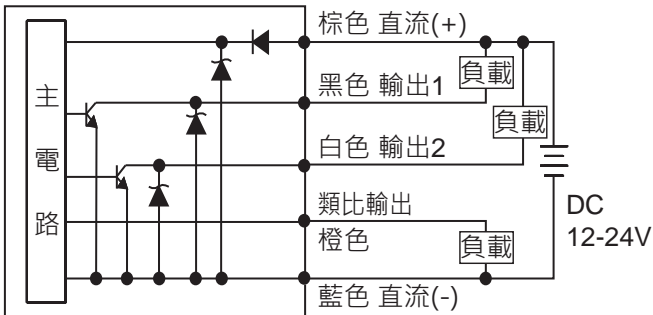 主電路
棕色 直流(+)
負載
黑色 輸出1
負載
白色 輸出2
類比輸出
橙色
負載
藍色 直流(-)
DC
12-24V